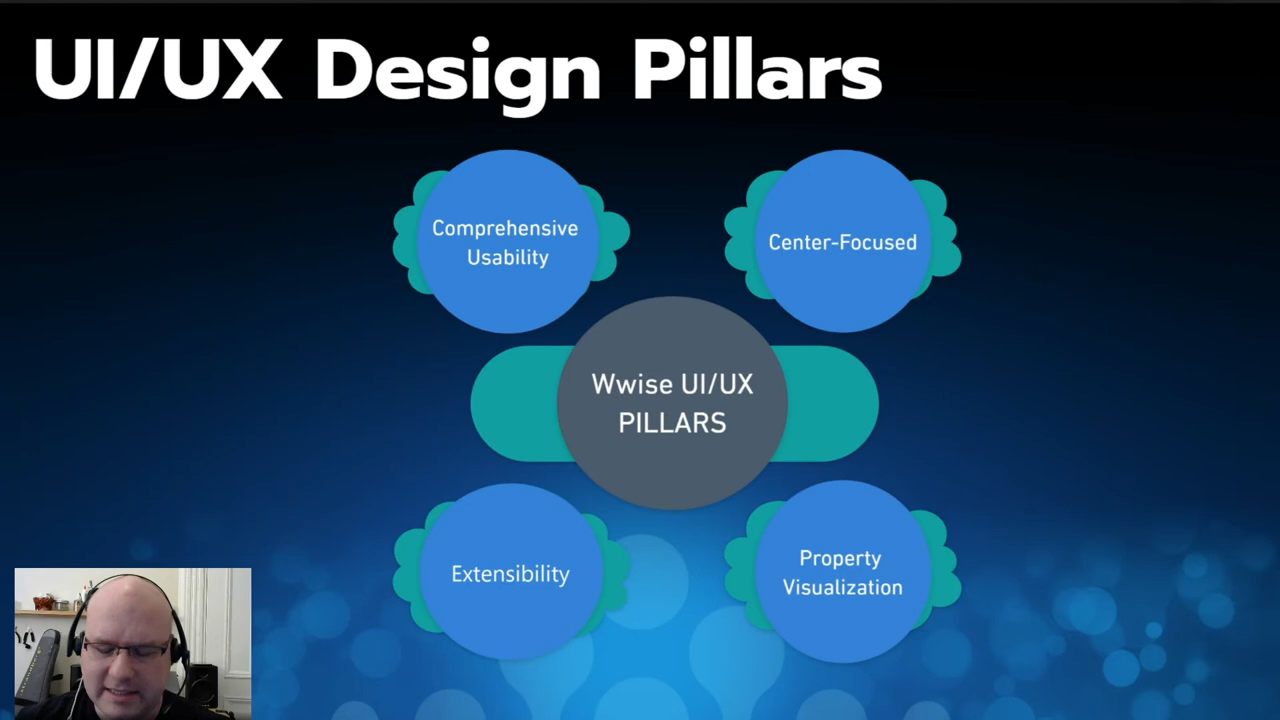 UI/UX Design Pillars
Comprehensive
Usability
Center-Focused
Wwise UI/UX
PILLARS
Extensibility
Property
Visualization